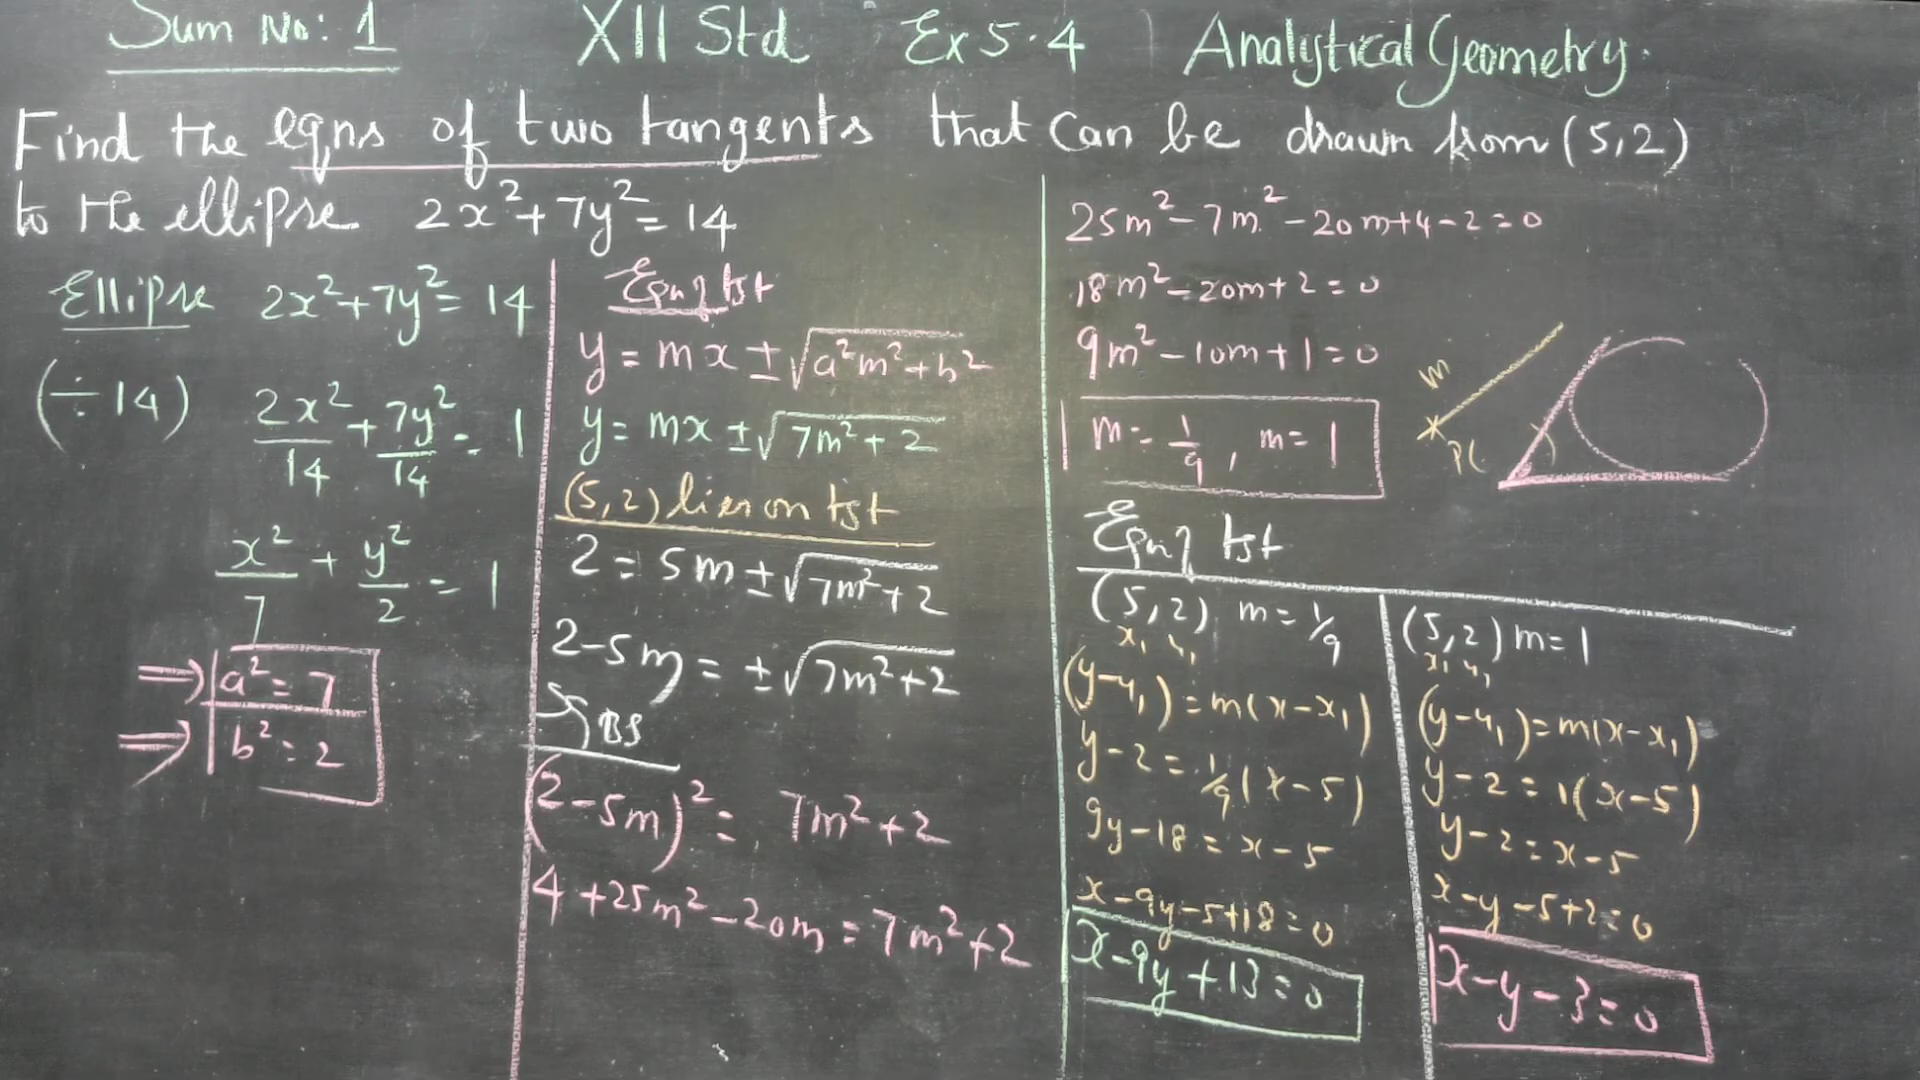 Sum No: 1 XII Std Ex 5.4 Analytical Geometry.
Find the eqns of two tangents that can be drawn from (5,2)
to the ellipse 2x²+7y²=14
Ellipse 2x²+7y²=14
(÷14) 2x²/14 + 7y²/14 = 1
x²/7 + y²/2 = 1
⇒ a² = 7
⇒ b² = 2
Eqn of tgt
y = mx ± √(a²m²+b²)
y = mx ± √(7m²+2)
(5,2) lies on tgt
2 = 5m ± √(7m²+2)
2-5m = ± √(7m²+2)
BS
(2-5m)² = 7m²+2
4+25m²-20m = 7m²+2
25m²-7m²-20m+4-2=0
18m²-20m+2=0
9m²-10m+1=0
m = 1/9, m = 1
m
P(
Eqn of tgt
(5,2) m=1/9
x₁ y₁
(y-y₁) = m(x-x₁)
y-2 = 1/9(x-5)
9y-18 = x-5
x-9y-5+18=0
x-9y+13=0
(5,2) m=1
x₁ y₁
(y-y₁)=m(x-x₁)
y-2 = 1(x-5)
y-2 = x-5
x-y-5+2=0
x-y-3=0